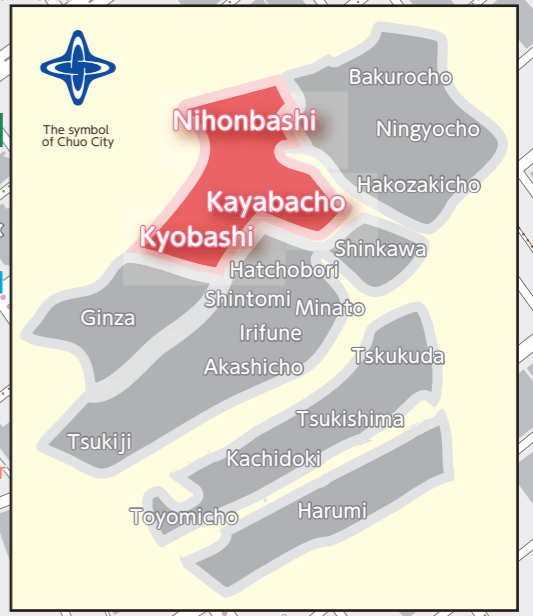 The symbol
of Chuo City
Bakurocho
Nihonbashi
Ningyocho
Hakozakicho
Kayabacho
Kyobashi
Shinkawa
Hatchobori
Shintomi
Minato
Ginza
Irifune
Tskukuda
Akashicho
Tsukishima
Tsukiji
Kachidoki
Toyomicho
Harumi